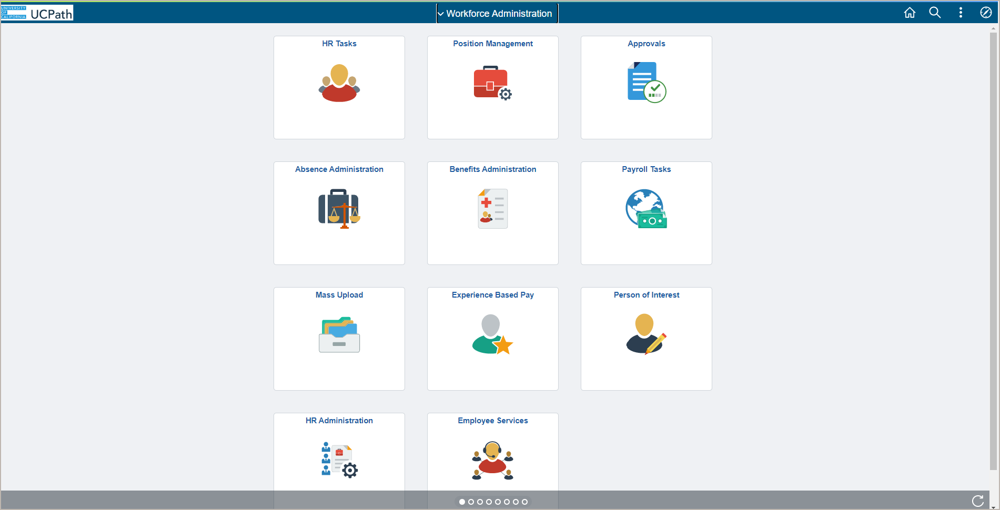 UNIVERSITY
OF
CALIFORNIA
UCPath
Workforce Administration
HR Tasks
Position Management
Approvals
Absence Administration
Benefits Administration
Payroll Tasks
Mass Upload
Experience Based Pay
Person of Interest
HR Administration
Employee Services